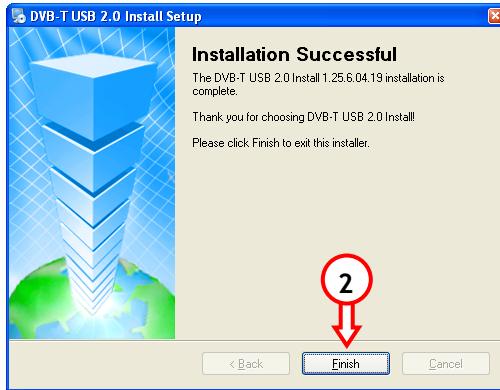 DVB-T USB 2.0 Install Setup
Installation Successful
The DVB-T USB 2.0 Install 1.25.6.04.19 installation is
complete.
Thank you for choosing DVB-T USB 2.0 Install!
Please click Finish to exit this installer.
2
< Back
Finish
Cancel